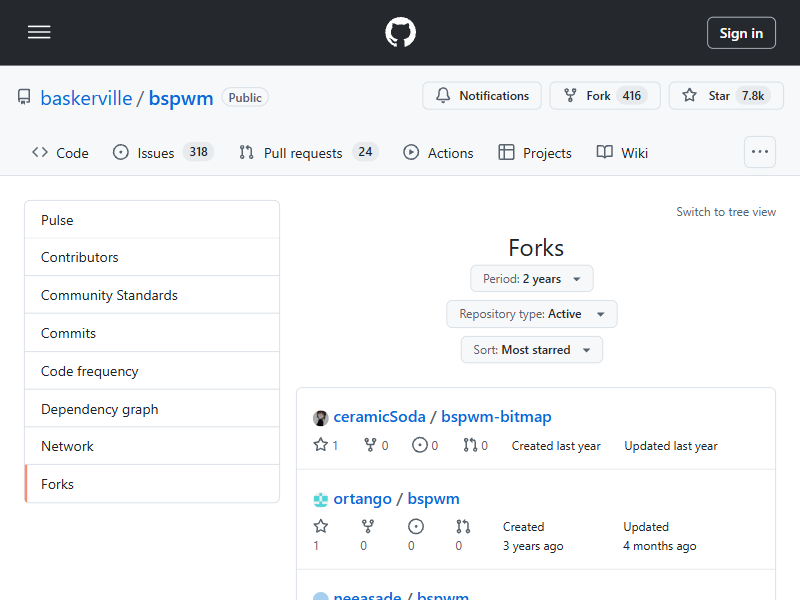 Sign in
baskerville / bspwm Public
Notifications
Fork 416
Star 7.8k
Code
Issues 318
Pull requests 24
Actions
Projects
Wiki
Pulse
Contributors
Community Standards
Commits
Code frequency
Dependency graph
Network
Forks
Switch to tree view
Forks
Period: 2 years
Repository type: Active
Sort: Most starred
ceramicSoda / bspwm-bitmap
1 0 0 0 Created last year Updated last year
ortango / bspwm
Created Updated
1 0 0 0 3 years ago 4 months ago
neeasade / bspwm